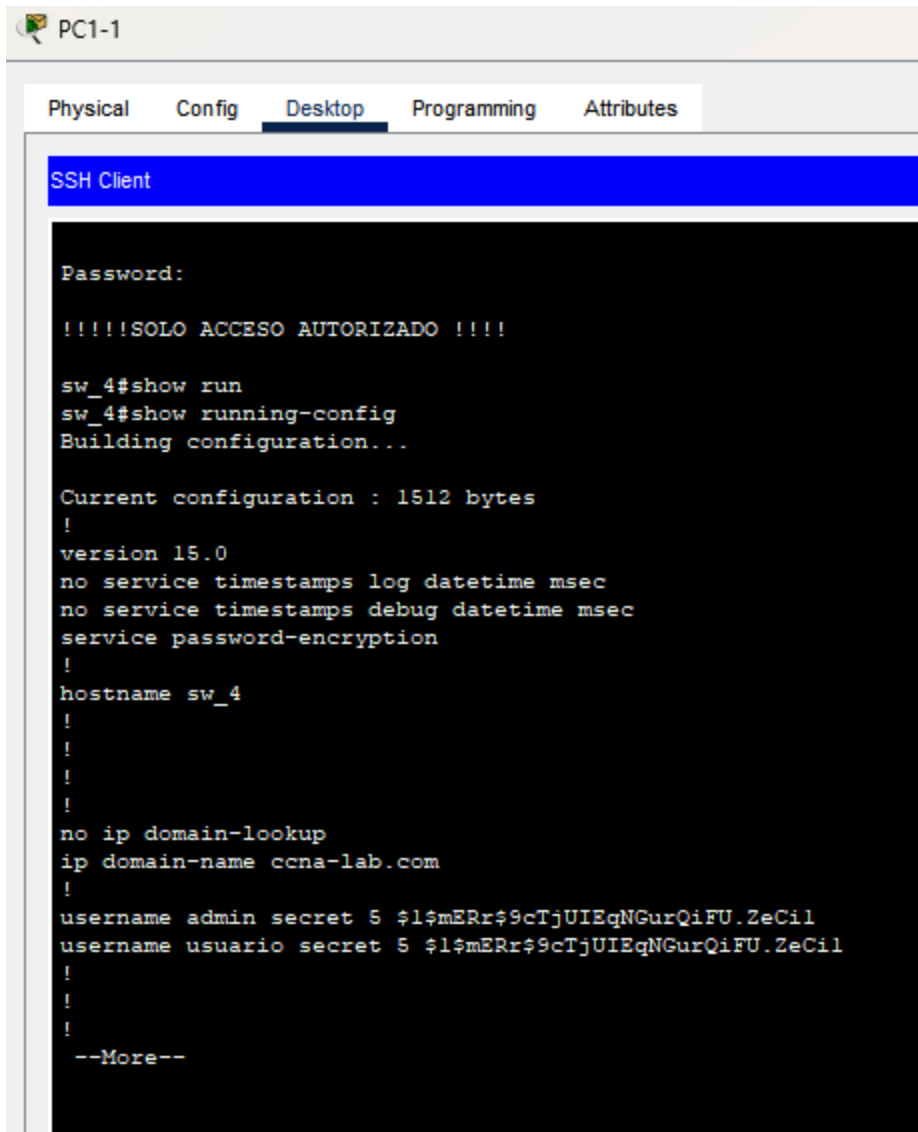 PC1-1
Physical Config Desktop Programming Attributes
SSH Client
Password:
!!!!!SOLO ACCESO AUTORIZADO !!!!
sw_4#show run
sw_4#show running-config
Building configuration...
Current configuration : 1512 bytes
!
version 15.0
no service timestamps log datetime msec
no service timestamps debug datetime msec
service password-encryption
!
hostname sw_4
!
!
!
!
no ip domain-lookup
ip domain-name ccna-lab.com
!
username admin secret 5 $1$mERr$9cTjUIEqNGurQiFU.ZeCi1
username usuario secret 5 $1$mERr$9cTjUIEqNGurQiFU.ZeCi1
!
!
!
--More--